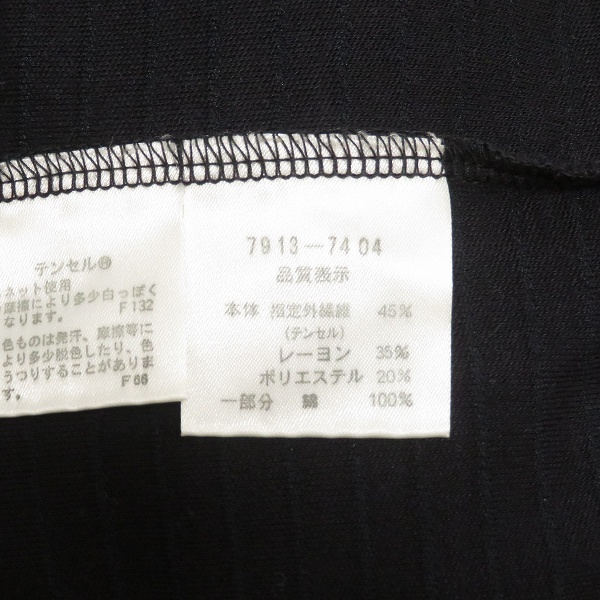 テンセル®
ネット使用
摩擦により多少白っぽく
なります。 F132
色ものは発汗、摩擦等に
より多少脱色したり、色
うつりすることがありま
す。 F66
7913-7404
品質表示
本体 指定外繊維 45%
(テンセル)
レーヨン 35%
ポリエステル 20%
一部分 綿 100%